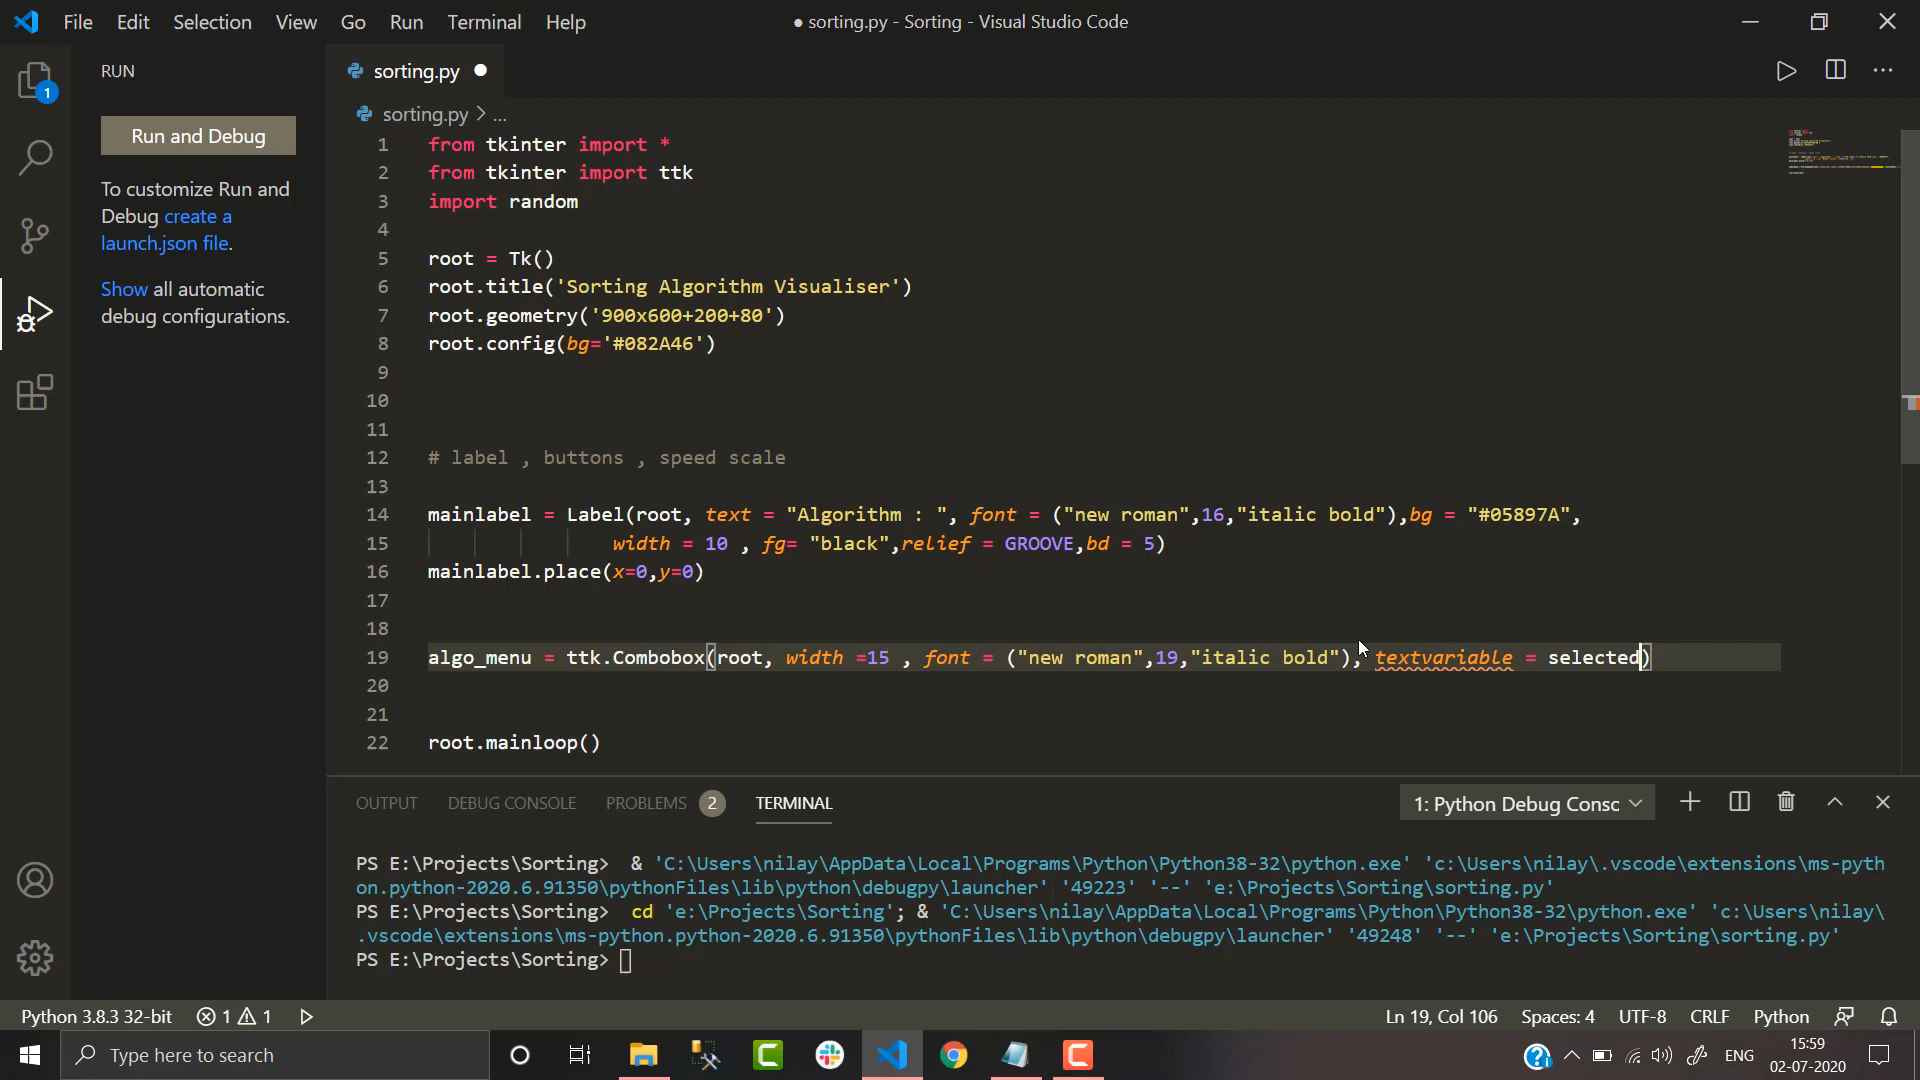 File Edit Selection View Go Run Terminal Help ● sorting.py - Sorting - Visual Studio Code
RUN
sorting.py ●
1
Run and Debug
To customize Run and
Debug create a
launch.json file.
Show all automatic
debug configurations.
sorting.py > ...
1 from tkinter import *
2 from tkinter import ttk
3 import random
4
5 root = Tk()
6 root.title('Sorting Algorithm Visualiser')
7 root.geometry('900x600+200+80')
8 root.config(bg='#082A46')
9
10
11
12 # label , buttons , speed scale
13
14 mainlabel = Label(root, text = "Algorithm : ", font = ("new roman",16,"italic bold"),bg = "#05897A",
15 width = 10 , fg= "black",relief = GROOVE,bd = 5)
16 mainlabel.place(x=0,y=0)
17
18
19 algo_menu = ttk.Combobox(root, width =15 , font = ("new roman",19,"italic bold"), textvariable = selected)
20
21
22 root.mainloop()
OUTPUT DEBUG CONSOLE PROBLEMS 2 TERMINAL 1: Python Debug Consc
PS E:\Projects\Sorting> & 'C:\Users\nilay\AppData\Local\Programs\Python\Python38-32\python.exe' 'c:\Users\nilay\.vscode\extensions\ms-pyth
on.python-2020.6.91350\pythonFiles\lib\python\debugpy\launcher' '49223' '--' 'e:\Projects\Sorting\sorting.py'
PS E:\Projects\Sorting> cd 'e:\Projects\Sorting'; & 'C:\Users\nilay\AppData\Local\Programs\Python\Python38-32\python.exe' 'c:\Users\nilay\
.vscode\extensions\ms-python.python-2020.6.91350\pythonFiles\lib\python\debugpy\launcher' '49248' '--' 'e:\Projects\Sorting\sorting.py'
PS E:\Projects\Sorting>
Python 3.8.3 32-bit 1 1 Ln 19, Col 106 Spaces: 4 UTF-8 CRLF Python
Type here to search ENG
15:59
02-07-2020